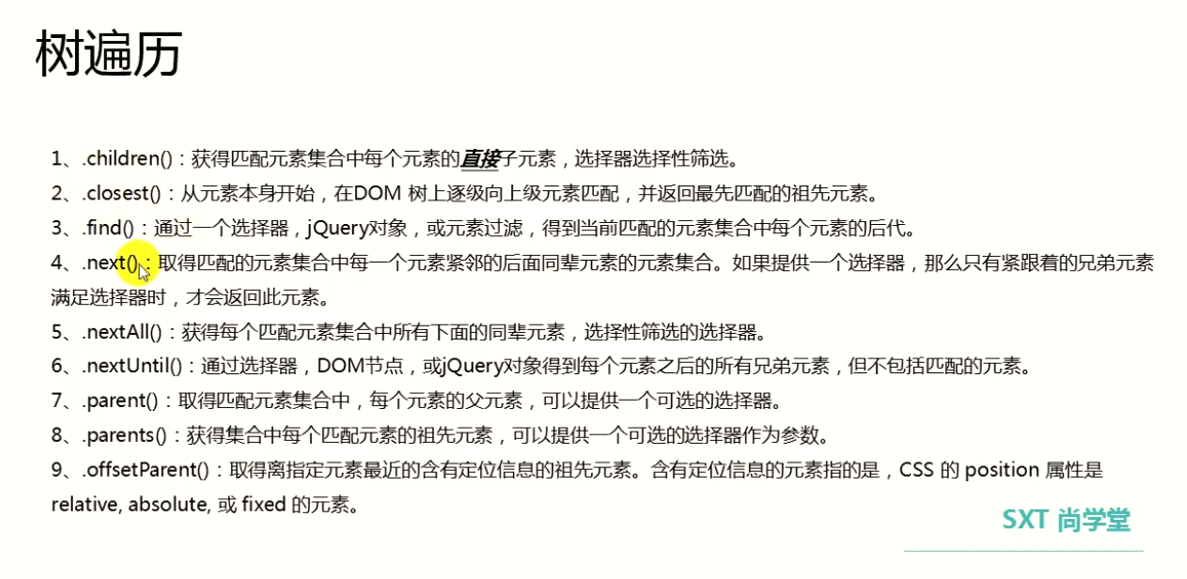 树遍历
1、.children()：获得匹配元素集合中每个元素的直接子元素，选择器选择性筛选。
2、.closest()：从元素本身开始，在DOM 树上逐级向上级元素匹配，并返回最先匹配的祖先元素。
3、.find()：通过一个选择器，jQuery对象，或元素过滤，得到当前匹配的元素集合中每个元素的后代。
4、.next()：取得匹配的元素集合中每一个元素紧邻的后面同辈元素的元素集合。如果提供一个选择器，那么只有紧跟着的兄弟元素
满足选择器时，才会返回此元素。
5、.nextAll()：获得每个匹配元素集合中所有下面的同辈元素，选择性筛选的选择器。
6、.nextUntil()：通过选择器，DOM节点，或jQuery对象得到每个元素之后的所有兄弟元素，但不包括匹配的元素。
7、.parent()：取得匹配元素集合中，每个元素的父元素，可以提供一个可选的选择器。
8、.parents()：获得集合中每个匹配元素的祖先元素，可以提供一个可选的选择器作为参数。
9、.offsetParent()：取得离指定元素最近的含有定位信息的祖先元素。含有定位信息的元素指的是，CSS 的 position 属性是
relative, absolute, 或 fixed 的元素。
SXT 尚学堂